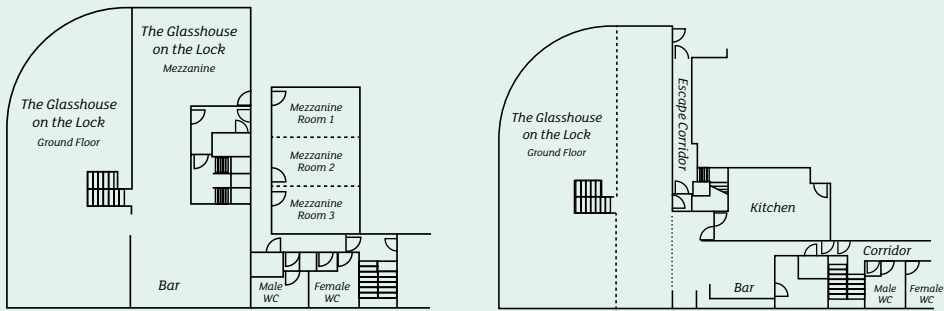 The Glasshouse
on the Lock
Mezzanine
The Glasshouse
on the Lock
Ground Floor
Mezzanine
Room 1
Mezzanine
Room 2
Mezzanine
Room 3
Bar
Male
WC
Female
WC
The Glasshouse
on the Lock
Ground Floor
Escape Corridor
Kitchen
Corridor
Bar
Male
WC
Female
WC